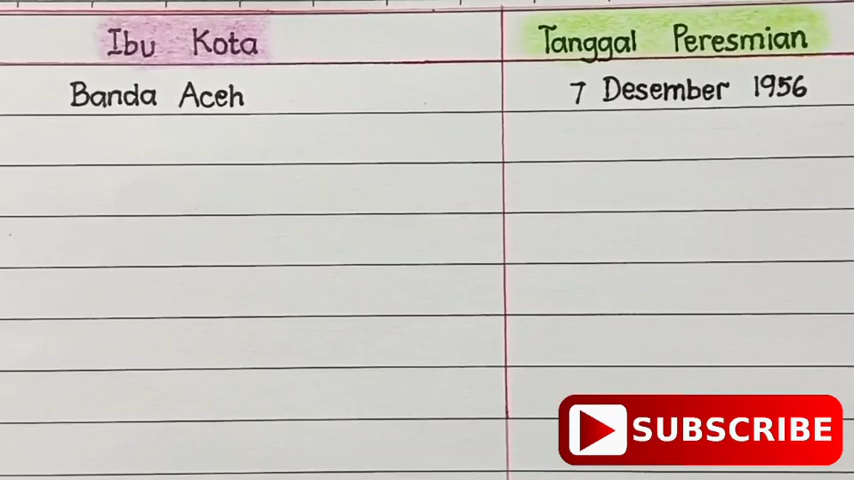 Ibu Kota Tanggal Peresmian
Banda Aceh 7 Desember 1956
SUBSCRIBE